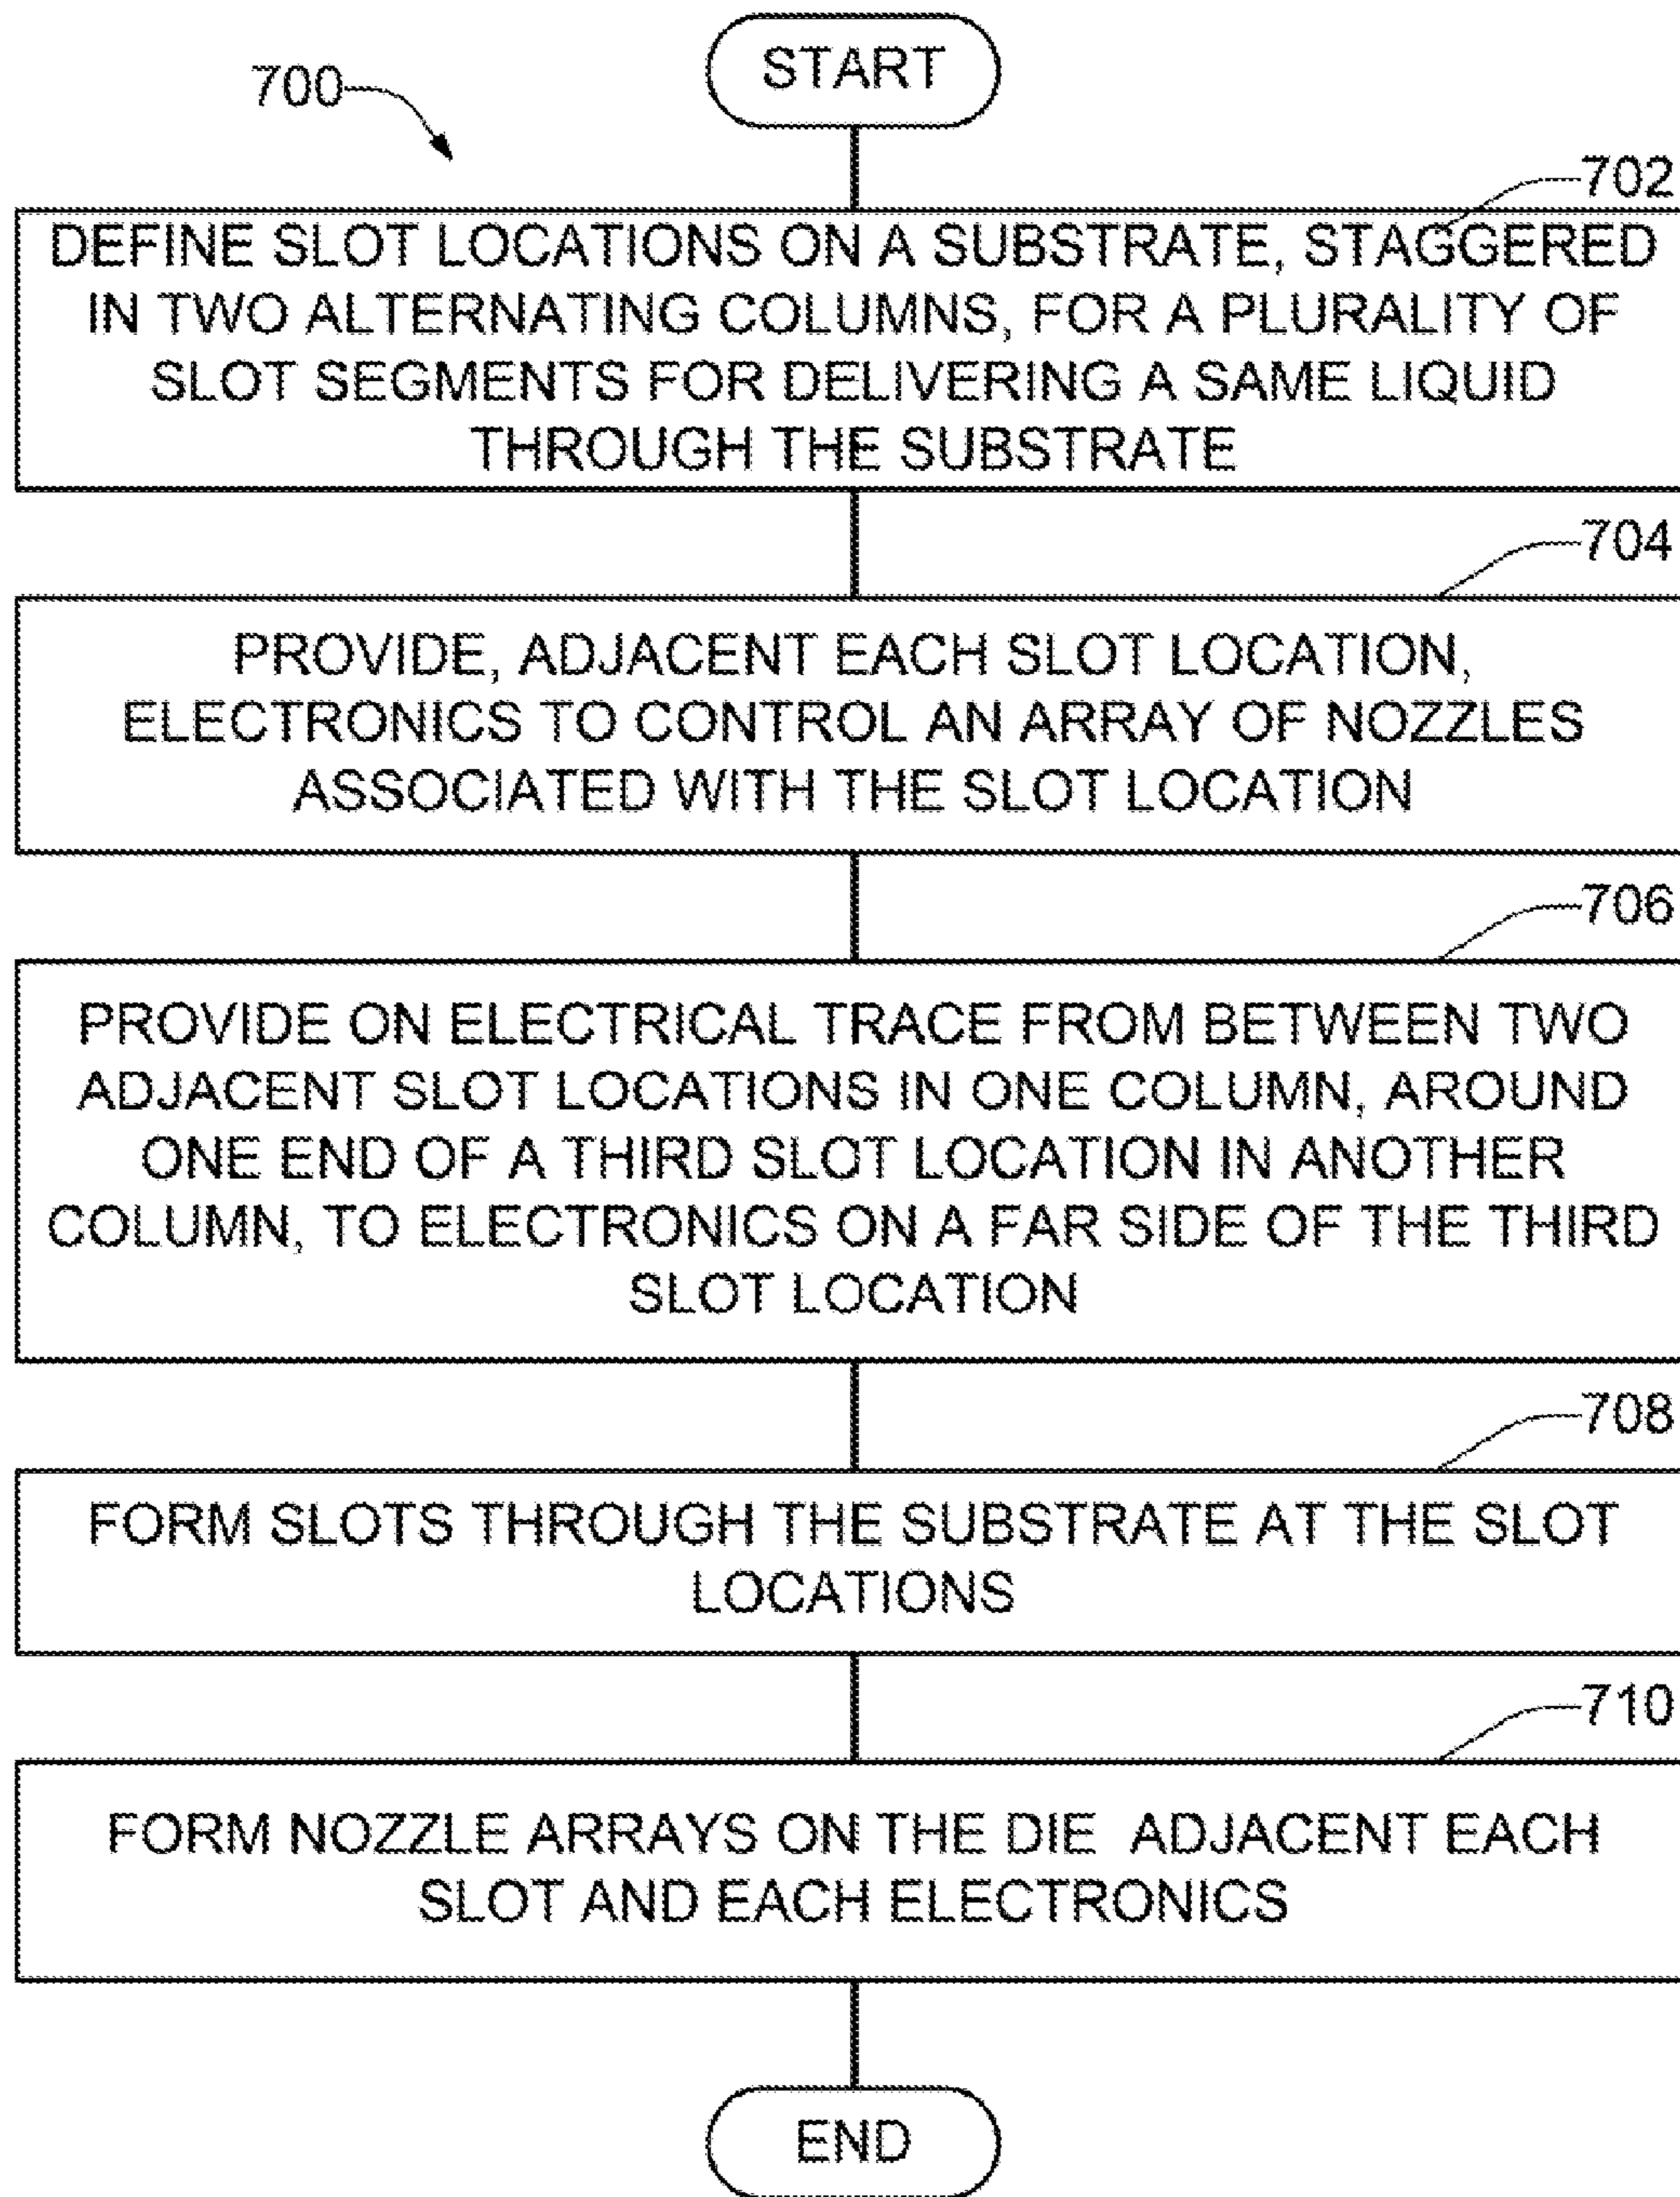 START
700
702
DEFINE SLOT LOCATIONS ON A SUBSTRATE, STAGGERED
IN TWO ALTERNATING COLUMNS, FOR A PLURALITY OF
SLOT SEGMENTS FOR DELIVERING A SAME LIQUID
THROUGH THE SUBSTRATE
704
PROVIDE, ADJACENT EACH SLOT LOCATION,
ELECTRONICS TO CONTROL AN ARRAY OF NOZZLES
ASSOCIATED WITH THE SLOT LOCATION
706
PROVIDE ON ELECTRICAL TRACE FROM BETWEEN TWO
ADJACENT SLOT LOCATIONS IN ONE COLUMN, AROUND
ONE END OF A THIRD SLOT LOCATION IN ANOTHER
COLUMN, TO ELECTRONICS ON A FAR SIDE OF THE THIRD
SLOT LOCATION
708
FORM SLOTS THROUGH THE SUBSTRATE AT THE SLOT
LOCATIONS
710
FORM NOZZLE ARRAYS ON THE DIE ADJACENT EACH
SLOT AND EACH ELECTRONICS
END